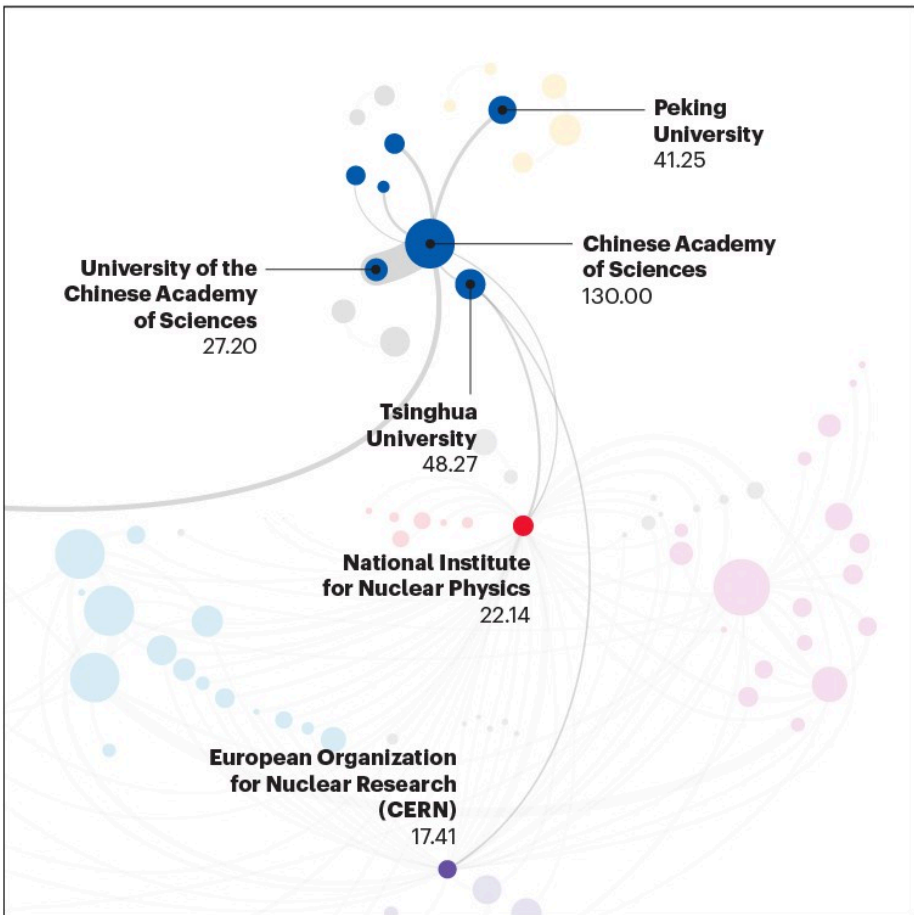 Peking
University
41.25
Chinese Academy
of Sciences
130.00
University of the
Chinese Academy
of Sciences
27.20
Tsinghua
University
48.27
National Institute
for Nuclear Physics
22.14
European Organization
for Nuclear Research
(CERN)
17.41